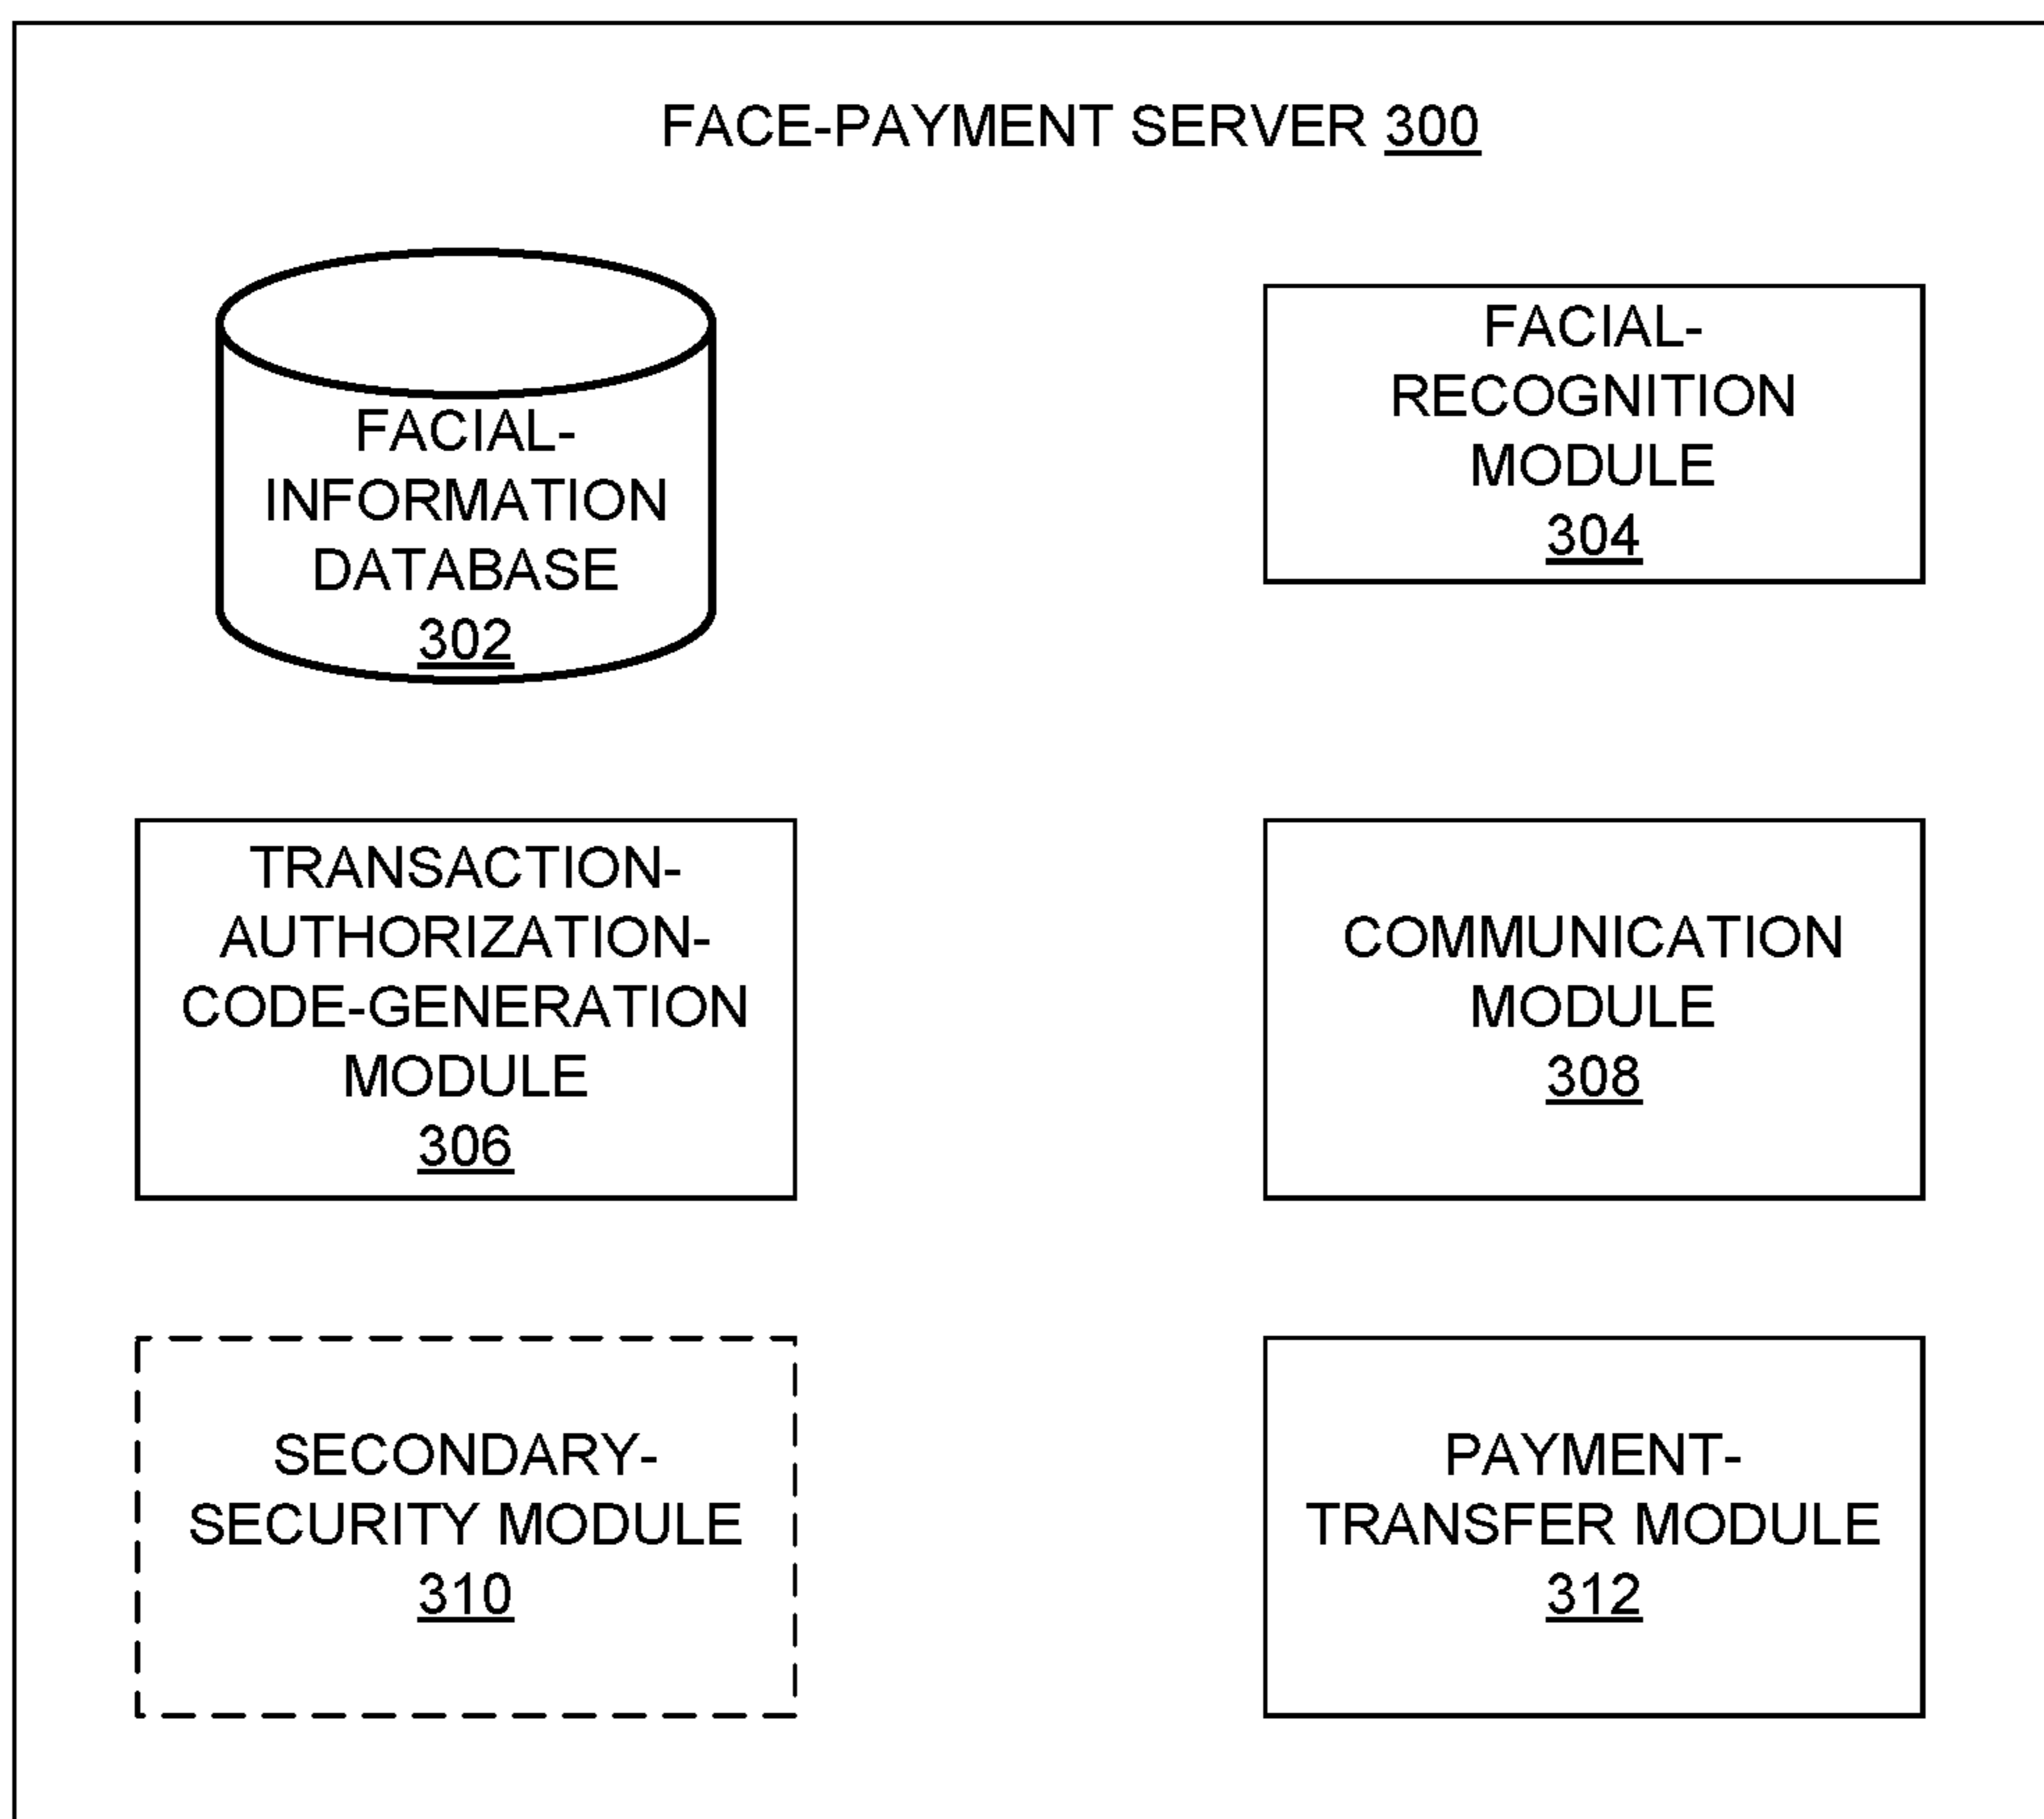 FACE-PAYMENT SERVER 300
FACIAL-
INFORMATION
DATABASE
302
FACIAL-
RECOGNITION
MODULE
304
TRANSACTION-
AUTHORIZATION-
CODE-GENERATION
MODULE
306
COMMUNICATION
MODULE
308
SECONDARY-
SECURITY MODULE
310
PAYMENT-
TRANSFER MODULE
312